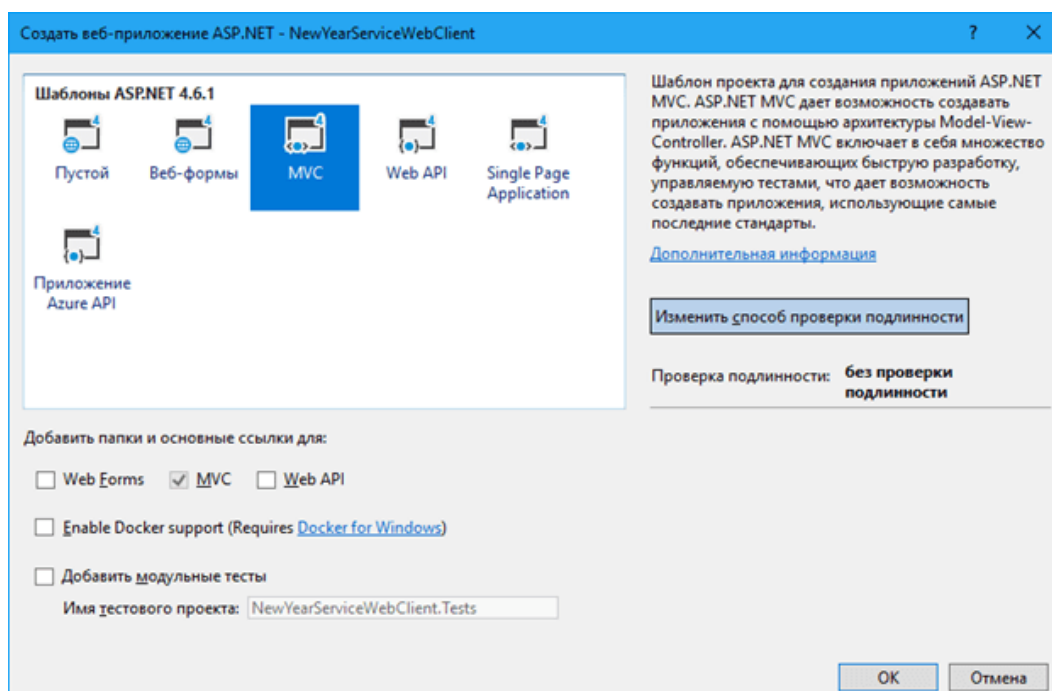 Создать веб-приложение ASP.NET - NewYearServiceWebClient
?
Шаблоны ASP.NET 4.6.1
Пустой
Веб-формы
MVC
Web API
Single Page
Application
Приложение
Azure API
Шаблон проекта для создания приложений ASP.NET
MVC. ASP.NET MVC дает возможность создавать
приложения с помощью архитектуры Model-View-
Controller. ASP.NET MVC включает в себя множество
функций, обеспечивающих быструю разработку,
управляемую тестами, что дает возможность
создавать приложения, использующие самые
последние стандарты.
Дополнительная информация
Изменить способ проверки подлинности
Проверка подлинности: без проверки
подлинности
Добавить папки и основные ссылки для:
Web Forms MVC Web API
Enable Docker support (Requires Docker for Windows)
Добавить модульные тесты
Имя тестового проекта: NewYearServiceWebClient.Tests
OK Отмена